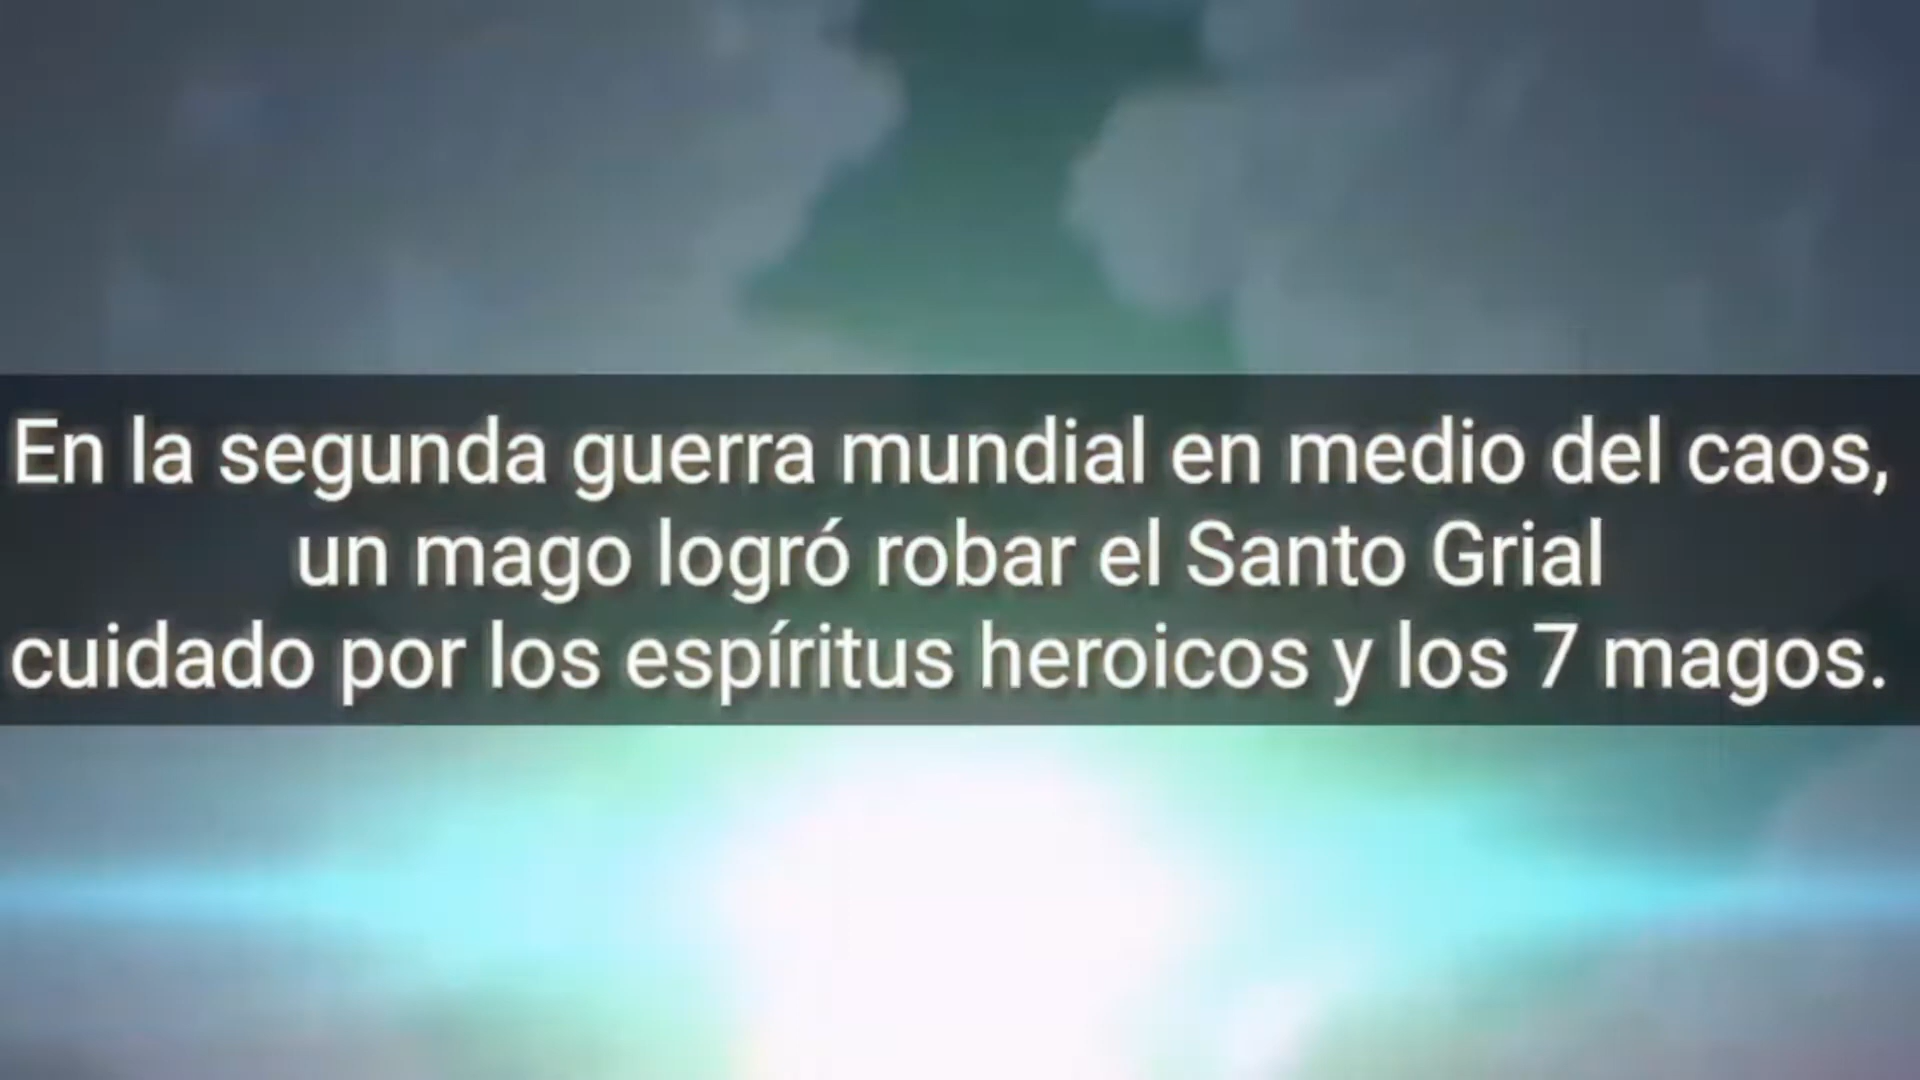 En la segunda guerra mundial en medio del caos,
un mago logró robar el Santo Grial
cuidado por los espíritus heroicos y los 7 magos.